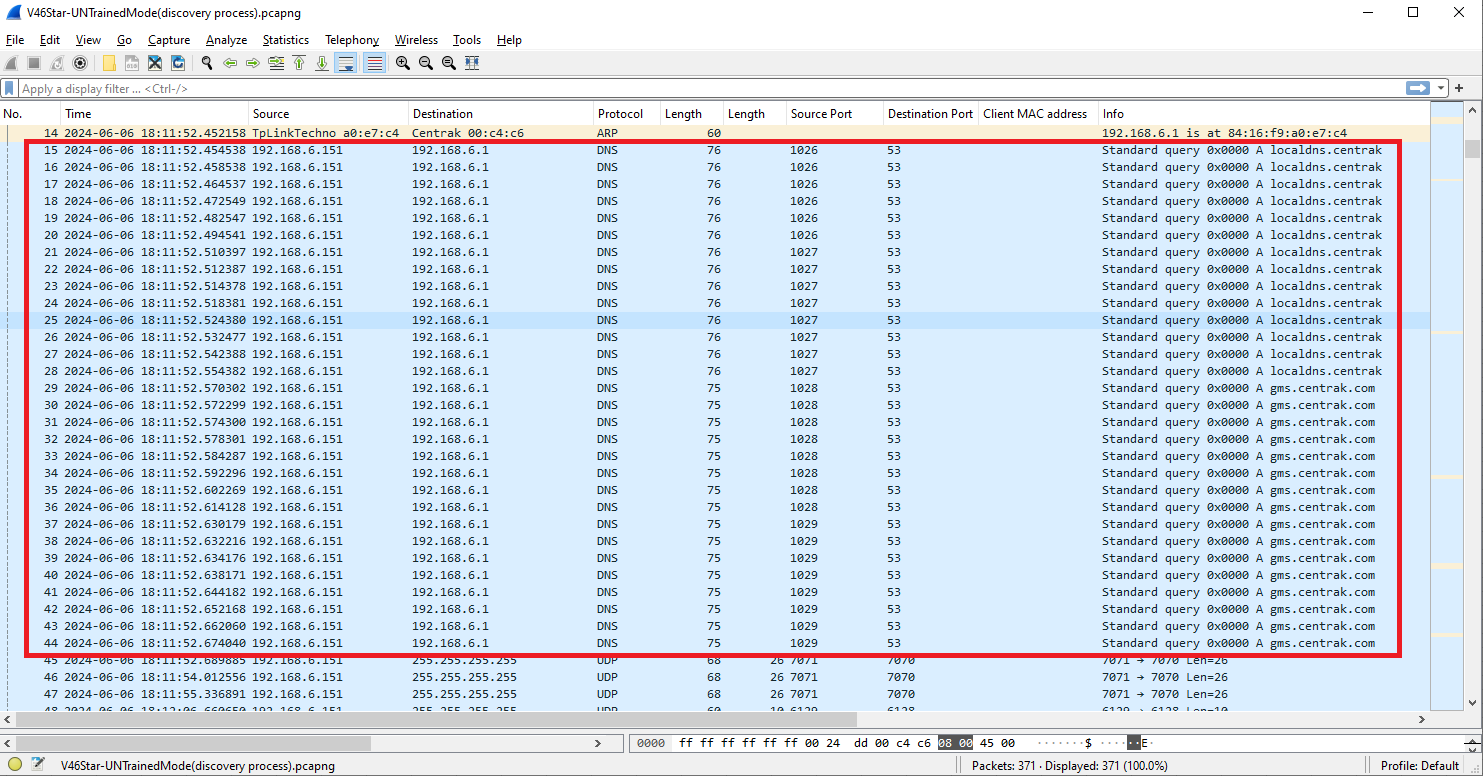 V46Star-UNTrainedMode(discovery process).pcapng
File Edit View Go Capture Analyze Statistics Telephony Wireless Tools Help
Apply a display filter ... <Ctrl-/>
No. Time Source Destination Protocol Length Length Source Port Destination Port Client MAC address Info
14 2024-06-06 18:11:52.452158 TpLinkTechno a0:e7:c4 Centrak 00:c4:c6 ARP 60 192.168.6.1 is at 84:16:f9:a0:e7:c4
15 2024-06-06 18:11:52.454538 192.168.6.151 192.168.6.1 DNS 76 1026 53 Standard query 0x0000 A localdns.centrak
16 2024-06-06 18:11:52.458538 192.168.6.151 192.168.6.1 DNS 76 1026 53 Standard query 0x0000 A localdns.centrak
17 2024-06-06 18:11:52.464537 192.168.6.151 192.168.6.1 DNS 76 1026 53 Standard query 0x0000 A localdns.centrak
18 2024-06-06 18:11:52.472549 192.168.6.151 192.168.6.1 DNS 76 1026 53 Standard query 0x0000 A localdns.centrak
19 2024-06-06 18:11:52.482547 192.168.6.151 192.168.6.1 DNS 76 1026 53 Standard query 0x0000 A localdns.centrak
20 2024-06-06 18:11:52.494541 192.168.6.151 192.168.6.1 DNS 76 1026 53 Standard query 0x0000 A localdns.centrak
21 2024-06-06 18:11:52.510397 192.168.6.151 192.168.6.1 DNS 76 1027 53 Standard query 0x0000 A localdns.centrak
22 2024-06-06 18:11:52.512387 192.168.6.151 192.168.6.1 DNS 76 1027 53 Standard query 0x0000 A localdns.centrak
23 2024-06-06 18:11:52.514378 192.168.6.151 192.168.6.1 DNS 76 1027 53 Standard query 0x0000 A localdns.centrak
24 2024-06-06 18:11:52.518381 192.168.6.151 192.168.6.1 DNS 76 1027 53 Standard query 0x0000 A localdns.centrak
25 2024-06-06 18:11:52.524380 192.168.6.151 192.168.6.1 DNS 76 1027 53 Standard query 0x0000 A localdns.centrak
26 2024-06-06 18:11:52.532477 192.168.6.151 192.168.6.1 DNS 76 1027 53 Standard query 0x0000 A localdns.centrak
27 2024-06-06 18:11:52.542388 192.168.6.151 192.168.6.1 DNS 76 1027 53 Standard query 0x0000 A localdns.centrak
28 2024-06-06 18:11:52.554382 192.168.6.151 192.168.6.1 DNS 76 1027 53 Standard query 0x0000 A localdns.centrak
29 2024-06-06 18:11:52.570302 192.168.6.151 192.168.6.1 DNS 75 1028 53 Standard query 0x0000 A gms.centrak.com
30 2024-06-06 18:11:52.572299 192.168.6.151 192.168.6.1 DNS 75 1028 53 Standard query 0x0000 A gms.centrak.com
31 2024-06-06 18:11:52.574300 192.168.6.151 192.168.6.1 DNS 75 1028 53 Standard query 0x0000 A gms.centrak.com
32 2024-06-06 18:11:52.578301 192.168.6.151 192.168.6.1 DNS 75 1028 53 Standard query 0x0000 A gms.centrak.com
33 2024-06-06 18:11:52.584287 192.168.6.151 192.168.6.1 DNS 75 1028 53 Standard query 0x0000 A gms.centrak.com
34 2024-06-06 18:11:52.592296 192.168.6.151 192.168.6.1 DNS 75 1028 53 Standard query 0x0000 A gms.centrak.com
35 2024-06-06 18:11:52.602269 192.168.6.151 192.168.6.1 DNS 75 1028 53 Standard query 0x0000 A gms.centrak.com
36 2024-06-06 18:11:52.614128 192.168.6.151 192.168.6.1 DNS 75 1028 53 Standard query 0x0000 A gms.centrak.com
37 2024-06-06 18:11:52.630179 192.168.6.151 192.168.6.1 DNS 75 1029 53 Standard query 0x0000 A gms.centrak.com
38 2024-06-06 18:11:52.632216 192.168.6.151 192.168.6.1 DNS 75 1029 53 Standard query 0x0000 A gms.centrak.com
39 2024-06-06 18:11:52.634176 192.168.6.151 192.168.6.1 DNS 75 1029 53 Standard query 0x0000 A gms.centrak.com
40 2024-06-06 18:11:52.638171 192.168.6.151 192.168.6.1 DNS 75 1029 53 Standard query 0x0000 A gms.centrak.com
41 2024-06-06 18:11:52.644182 192.168.6.151 192.168.6.1 DNS 75 1029 53 Standard query 0x0000 A gms.centrak.com
42 2024-06-06 18:11:52.652168 192.168.6.151 192.168.6.1 DNS 75 1029 53 Standard query 0x0000 A gms.centrak.com
43 2024-06-06 18:11:52.662060 192.168.6.151 192.168.6.1 DNS 75 1029 53 Standard query 0x0000 A gms.centrak.com
44 2024-06-06 18:11:52.674040 192.168.6.151 192.168.6.1 DNS 75 1029 53 Standard query 0x0000 A gms.centrak.com
45 2024-06-06 18:11:52.689885 192.168.6.151 255.255.255.255 UDP 68 26 7071 7070 7071 → 7070 Len=26
46 2024-06-06 18:11:54.012556 192.168.6.151 255.255.255.255 UDP 68 26 7071 7070 7071 → 7070 Len=26
47 2024-06-06 18:11:55.336891 192.168.6.151 255.255.255.255 UDP 68 26 7071 7070 7071 → 7070 Len=26
48 2024-06-06 18:12:06.660650 192.168.6.151 255.255.255.255 UDP 60 10 6129 6128 6129 → 6128 Len=10
0000 ff ff ff ff ff ff 00 24 dd 00 c4 c6 08 00 45 00 ·······$ ······E·
V46Star-UNTrainedMode(discovery process).pcapng Packets: 371 · Displayed: 371 (100.0%) Profile: Default